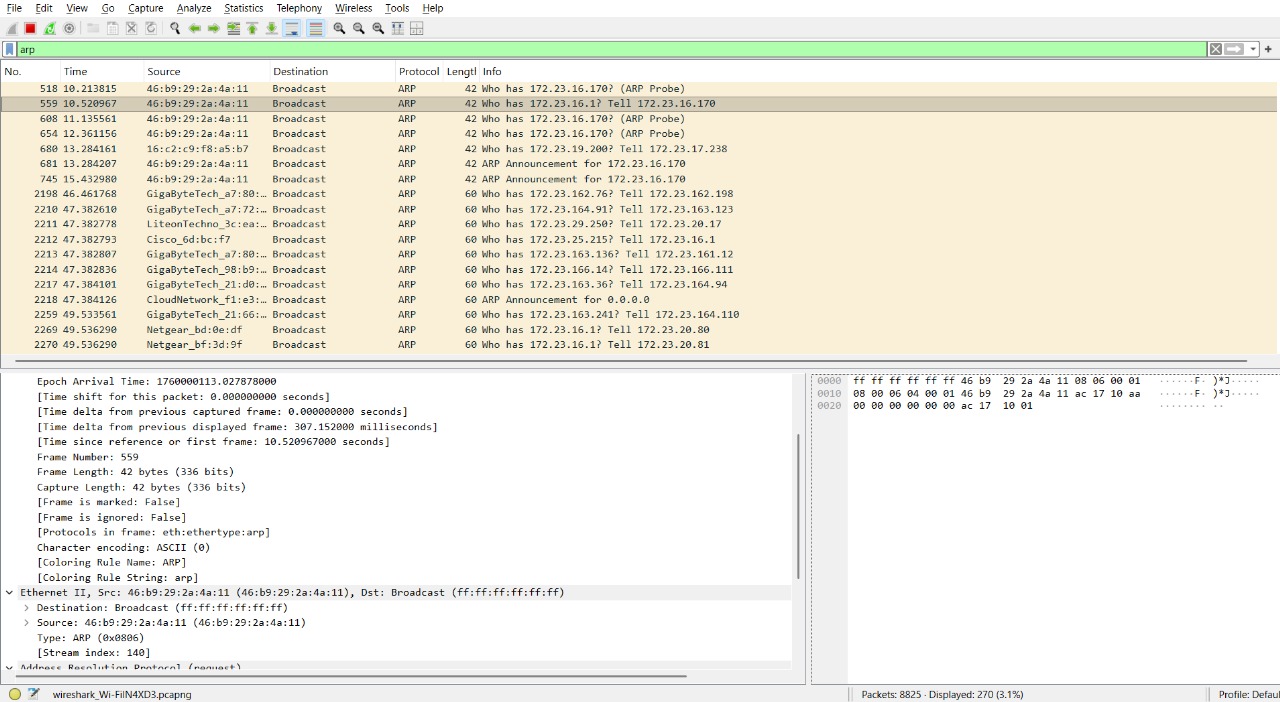 File Edit View Go Capture Analyze Statistics Telephony Wireless Tools Help
arp
No. Time Source Destination Protocol Lengtl Info
518 10.213815 46:b9:29:2a:4a:11 Broadcast ARP 42 Who has 172.23.16.170? (ARP Probe)
559 10.520967 46:b9:29:2a:4a:11 Broadcast ARP 42 Who has 172.23.16.1? Tell 172.23.16.170
608 11.135561 46:b9:29:2a:4a:11 Broadcast ARP 42 Who has 172.23.16.170? (ARP Probe)
654 12.361156 46:b9:29:2a:4a:11 Broadcast ARP 42 Who has 172.23.16.170? (ARP Probe)
680 13.284161 16:c2:c9:f8:a5:b7 Broadcast ARP 42 Who has 172.23.19.200? Tell 172.23.17.238
681 13.284207 46:b9:29:2a:4a:11 Broadcast ARP 42 ARP Announcement for 172.23.16.170
745 15.432980 46:b9:29:2a:4a:11 Broadcast ARP 42 ARP Announcement for 172.23.16.170
2198 46.461768 GigaByteTech_a7:80:… Broadcast ARP 60 Who has 172.23.162.76? Tell 172.23.162.198
2210 47.382610 GigaByteTech_a7:72:… Broadcast ARP 60 Who has 172.23.164.91? Tell 172.23.163.123
2211 47.382778 LiteonTechno_3c:ea:… Broadcast ARP 60 Who has 172.23.29.250? Tell 172.23.20.17
2212 47.382793 Cisco_6d:bc:f7 Broadcast ARP 60 Who has 172.23.25.215? Tell 172.23.16.1
2213 47.382807 GigaByteTech_a7:80:… Broadcast ARP 60 Who has 172.23.163.136? Tell 172.23.161.12
2214 47.382836 GigaByteTech_98:b9:… Broadcast ARP 60 Who has 172.23.166.14? Tell 172.23.166.111
2217 47.384101 GigaByteTech_21:d0:… Broadcast ARP 60 Who has 172.23.163.36? Tell 172.23.164.94
2218 47.384126 CloudNetwork_f1:e3:… Broadcast ARP 60 ARP Announcement for 0.0.0.0
2259 49.533561 GigaByteTech_21:66:… Broadcast ARP 60 Who has 172.23.163.241? Tell 172.23.164.110
2269 49.536290 Netgear_bd:0e:df Broadcast ARP 60 Who has 172.23.16.1? Tell 172.23.20.80
2270 49.536290 Netgear_bf:3d:9f Broadcast ARP 60 Who has 172.23.16.1? Tell 172.23.20.81
Epoch Arrival Time: 1760000113.027878000
[Time shift for this packet: 0.000000000 seconds]
[Time delta from previous captured frame: 0.000000000 seconds]
[Time delta from previous displayed frame: 307.152000 milliseconds]
[Time since reference or first frame: 10.520967000 seconds]
Frame Number: 559
Frame Length: 42 bytes (336 bits)
Capture Length: 42 bytes (336 bits)
[Frame is marked: False]
[Frame is ignored: False]
[Protocols in frame: eth:ethertype:arp]
Character encoding: ASCII (0)
[Coloring Rule Name: ARP]
[Coloring Rule String: arp]
Ethernet II, Src: 46:b9:29:2a:4a:11 (46:b9:29:2a:4a:11), Dst: Broadcast (ff:ff:ff:ff:ff:ff)
Destination: Broadcast (ff:ff:ff:ff:ff:ff)
Source: 46:b9:29:2a:4a:11 (46:b9:29:2a:4a:11)
Type: ARP (0x0806)
[Stream index: 140]
Address Resolution Protocol (request)
0000 ff ff ff ff ff ff 46 b9 29 2a 4a 11 08 06 00 01 ······F· )*J·····
0010 08 00 06 04 00 01 46 b9 29 2a 4a 11 ac 17 10 aa ······F· )*J·····
0020 00 00 00 00 00 00 ac 17 10 01 ········ ··
wireshark_Wi-FiIN4XD3.pcapng Packets: 8825 · Displayed: 270 (3.1%) Profile: Defau